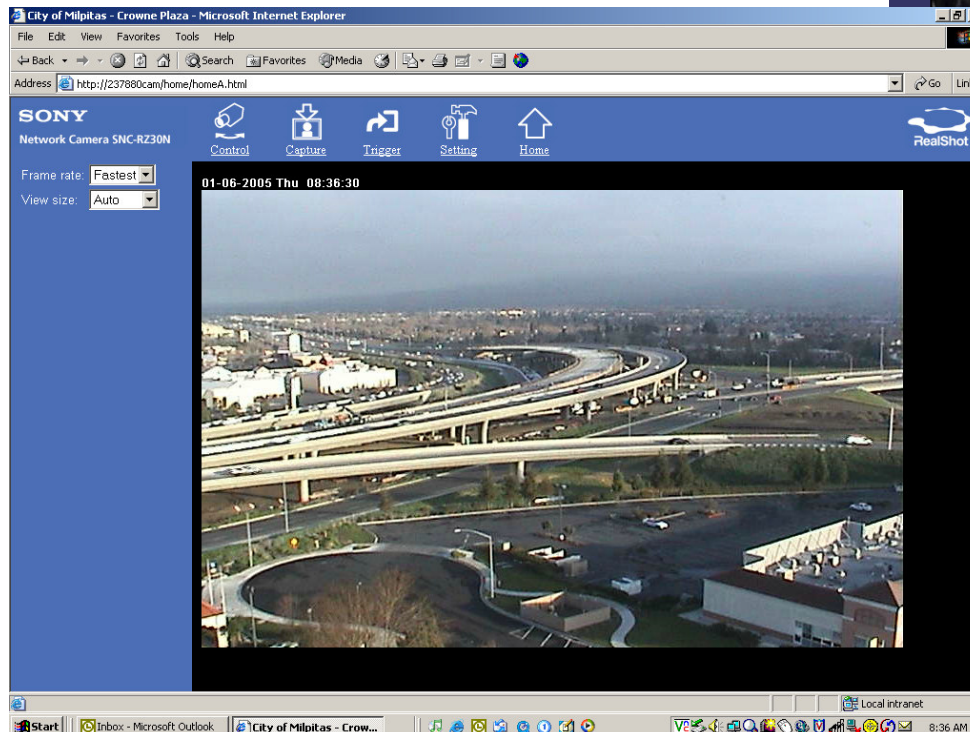 City of Milpitas - Crowne Plaza - Microsoft Internet Explorer
File Edit View Favorites Tools Help
Back Search Favorites Media
Address http://237880cam/home/homeA.html Go Lin
SONY
Network Camera SNC-RZ30N
Control Capture Trigger Setting Home
RealShot
Frame rate: Fastest
View size: Auto
01-06-2005 Thu 08:36:30
Local intranet
Start Inbox - Microsoft Outlook City of Milpitas - Crow... 8:36 AM